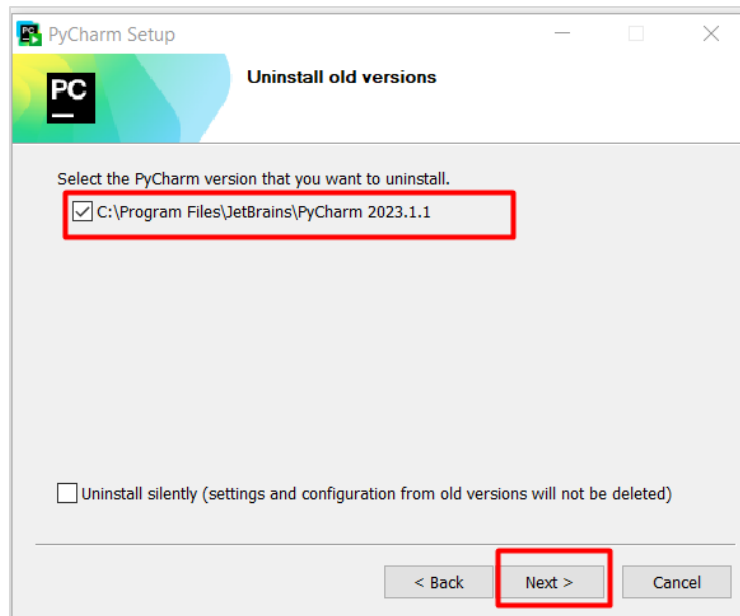 PyCharm Setup
PC
Uninstall old versions
Select the PyCharm version that you want to uninstall.
C:\Program Files\JetBrains\PyCharm 2023.1.1
Uninstall silently (settings and configuration from old versions will not be deleted)
< Back Next > Cancel